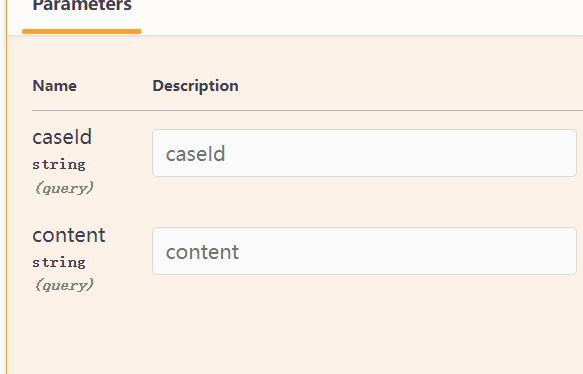 Parameters
Name Description
caseId
string
(query)
caseId
content
string
(query)
content